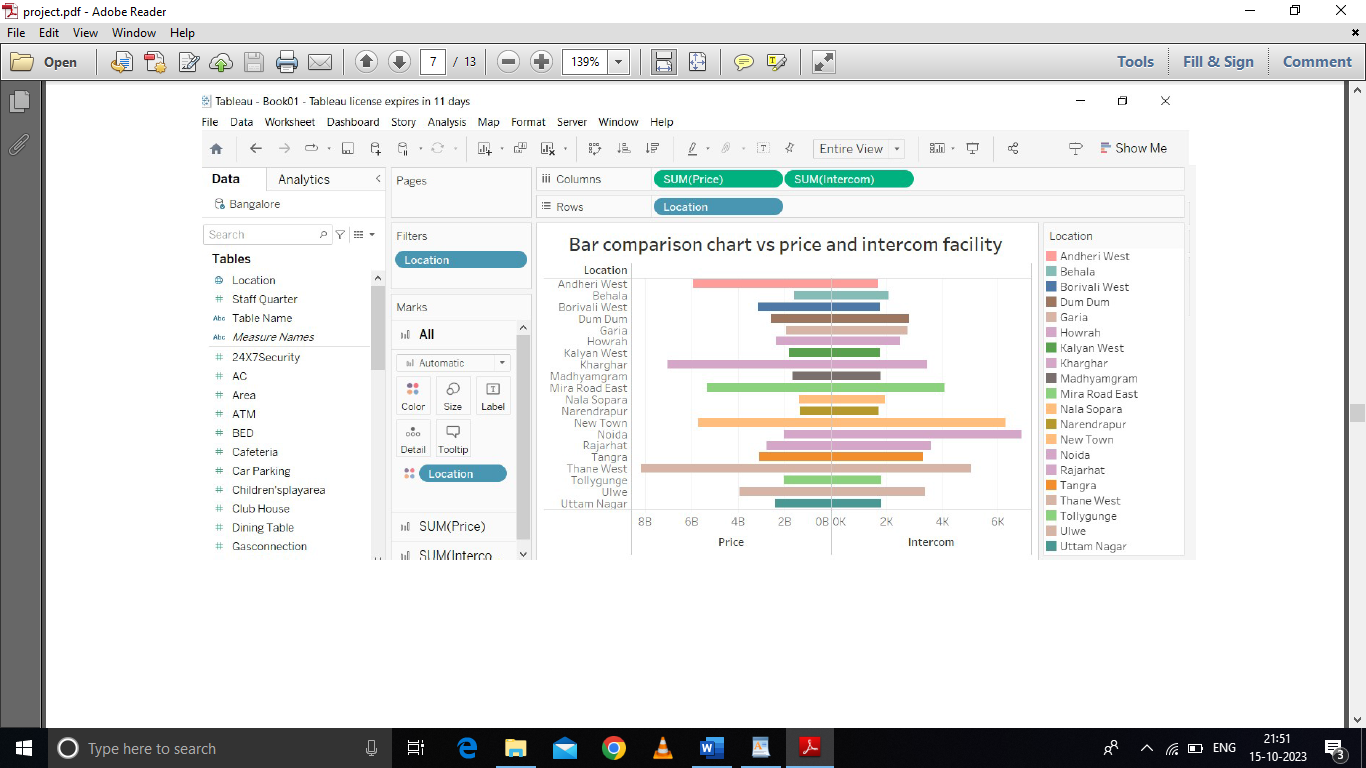 project.pdf - Adobe Reader
File Edit View Window Help
Open 7 / 13 139% Tools Fill & Sign Comment
Tableau - Book01 - Tableau license expires in 11 days
File Data Worksheet Dashboard Story Analysis Map Format Server Window Help
Entire View Show Me
Data Analytics
Bangalore
Search
Tables
Location
Staff Quarter
Abc Table Name
Abc Measure Names
24X7Security
AC
Area
ATM
BED
Cafeteria
Car Parking
Children'splayarea
Club House
Dining Table
Gasconnection
Pages
Filters
Location
Marks
All
Automatic
Color Size Label
Detail Tooltip
Location
SUM(Price)
SUM(Interco
Columns SUM(Price) SUM(Intercom)
Rows Location
Bar comparison chart vs price and intercom facility
Location
Andheri West
Behala
Borivali West
Dum Dum
Garia
Howrah
Kalyan West
Kharghar
Madhyamgram
Mira Road East
Nala Sopara
Narendrapur
New Town
Noida
Rajarhat
Tangra
Thane West
Tollygunge
Ulwe
Uttam Nagar
8B 6B 4B 2B 0B 0K 2K 4K 6K
Price Intercom
Location
Andheri West
Behala
Borivali West
Dum Dum
Garia
Howrah
Kalyan West
Kharghar
Madhyamgram
Mira Road East
Nala Sopara
Narendrapur
New Town
Noida
Rajarhat
Tangra
Thane West
Tollygunge
Ulwe
Uttam Nagar
Type here to search
ENG
21:51
15-10-2023
3